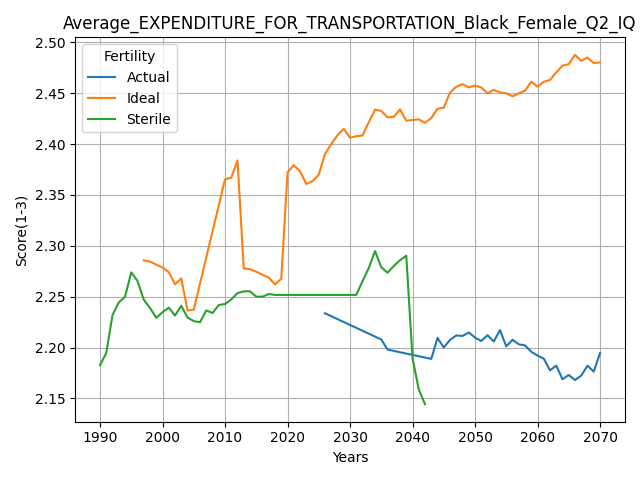 Average_EXPENDITURE_FOR_TRANSPORTATION_Black_Female_Q2_IQ
Fertility
Actual
Ideal
Sterile
Score(1-3)
2.50
2.45
2.40
2.35
2.30
2.25
2.20
2.15
1990 2000 2010 2020 2030 2040 2050 2060 2070
Years